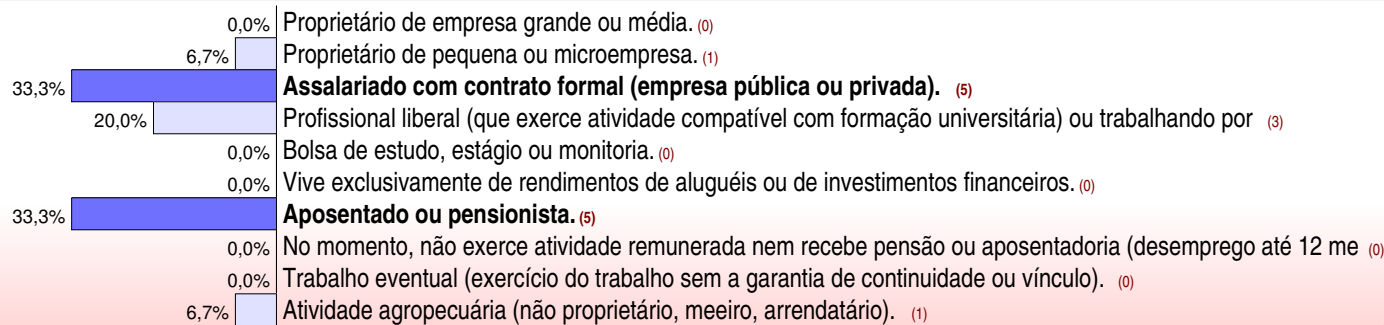 0,0% Proprietário de empresa grande ou média. (0)
6,7% Proprietário de pequena ou microempresa. (1)
33,3% Assalariado com contrato formal (empresa pública ou privada). (5)
20,0% Profissional liberal (que exerce atividade compatível com formação universitária) ou trabalhando por (3)
0,0% Bolsa de estudo, estágio ou monitoria. (0)
0,0% Vive exclusivamente de rendimentos de aluguéis ou de investimentos financeiros. (0)
33,3% Aposentado ou pensionista. (5)
0,0% No momento, não exerce atividade remunerada nem recebe pensão ou aposentadoria (desemprego até 12 me (0)
0,0% Trabalho eventual (exercício do trabalho sem a garantia de continuidade ou vínculo). (0)
6,7% Atividade agropecuária (não proprietário, meeiro, arrendatário). (1)